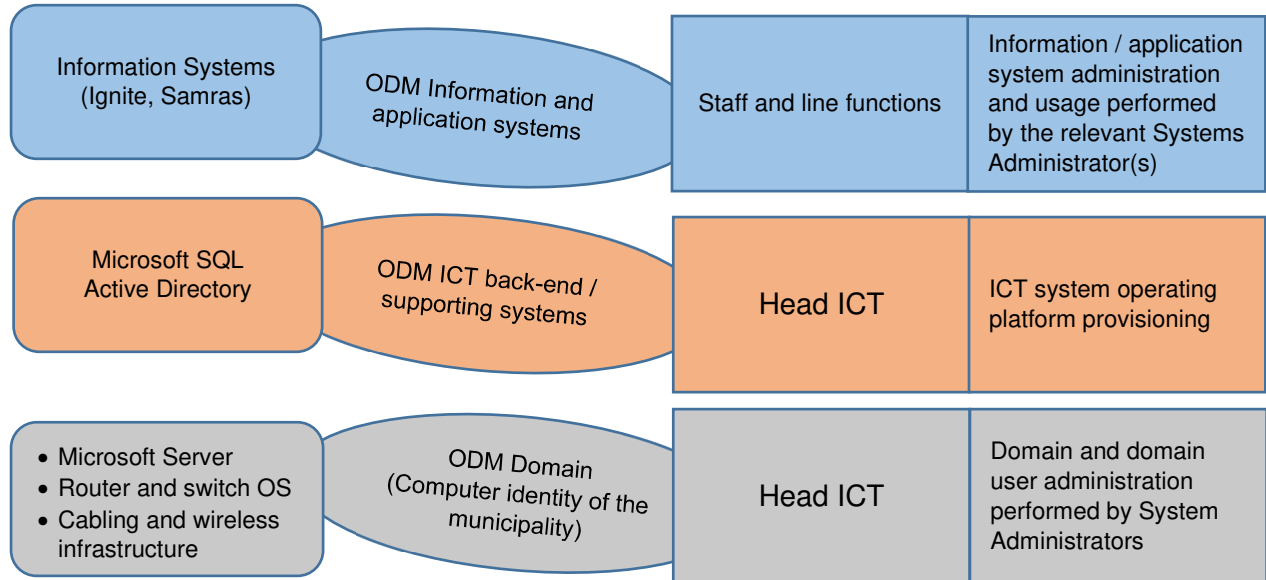 Information Systems
(Ignite, Samras)
ODM Information and
application systems
Staff and line functions
Information / application
system administration
and usage performed
by the relevant Systems
Administrator(s)
Microsoft SQL
Active Directory
ODM ICT back-end /
supporting systems
Head ICT
ICT system operating
platform provisioning
• Microsoft Server
• Router and switch OS
• Cabling and wireless
infrastructure
ODM Domain
(Computer identity of the
municipality)
Head ICT
Domain and domain
user administration
performed by System
Administrators